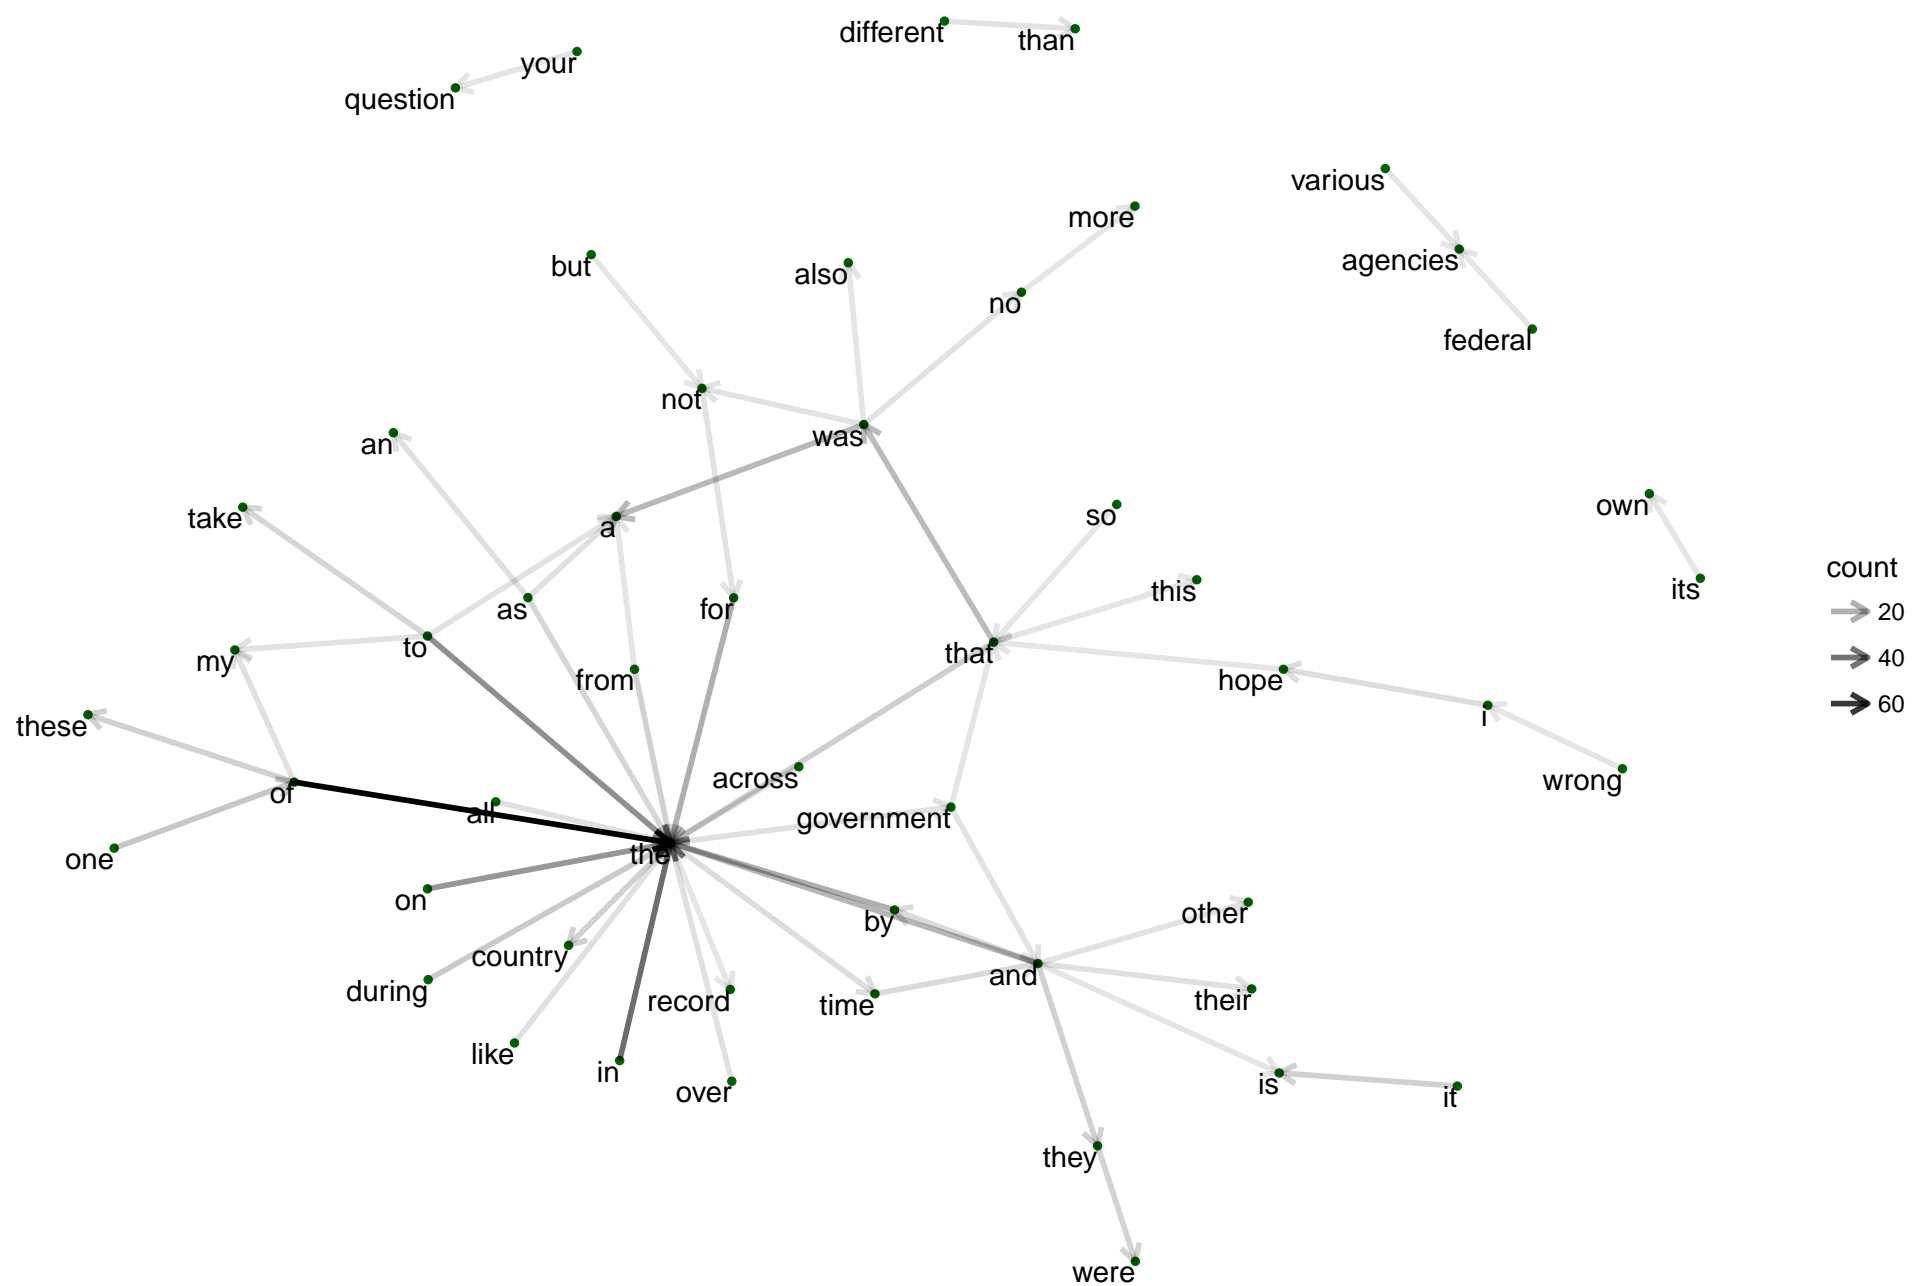 different
than
your
question
various
more
but
agencies
also
no
federal
not
was
an
own
take
a
so
its
this
as
for
to
that
my
from
hope
i
these
across
wrong
of
all
government
the
one
on
by
other
country
and
during
record
time
their
like
in
over
is
it
they
were
count
20
40
60